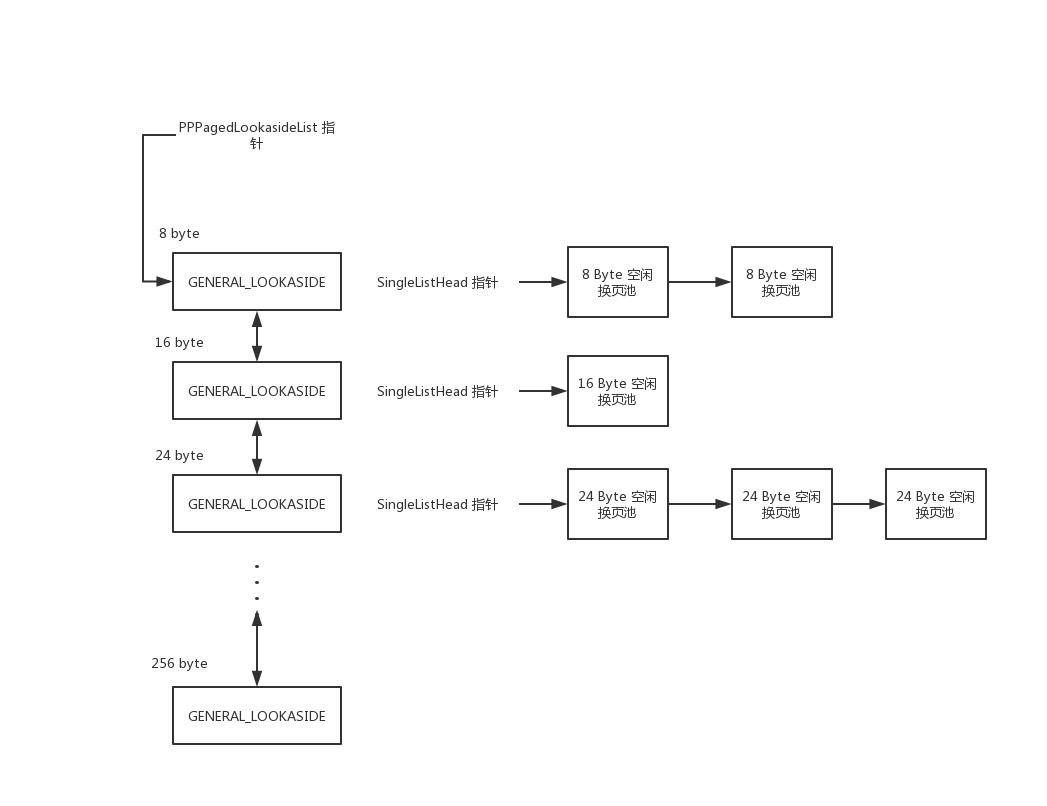 PPPagedLookasideList 指
针
8 byte
GENERAL_LOOKASIDE
SingleListHead 指针
8 Byte 空闲
换页池
8 Byte 空闲
换页池
16 byte
GENERAL_LOOKASIDE
SingleListHead 指针
16 Byte 空闲
换页池
24 byte
GENERAL_LOOKASIDE
SingleListHead 指针
24 Byte 空闲
换页池
24 Byte 空闲
换页池
24 Byte 空闲
换页池
256 byte
GENERAL_LOOKASIDE